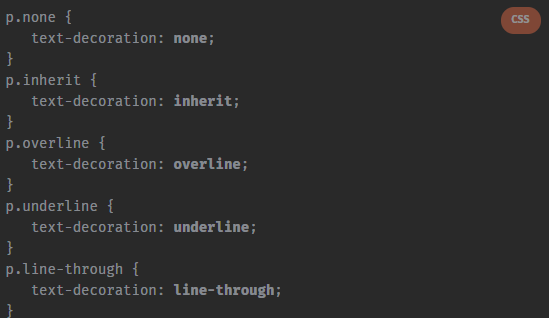 p.none {
CSS
   text-decoration: none;
}
p.inherit {
   text-decoration: inherit;
}
p.overline {
   text-decoration: overline;
}
p.underline {
   text-decoration: underline;
}
p.line-through {
   text-decoration: line-through;
}